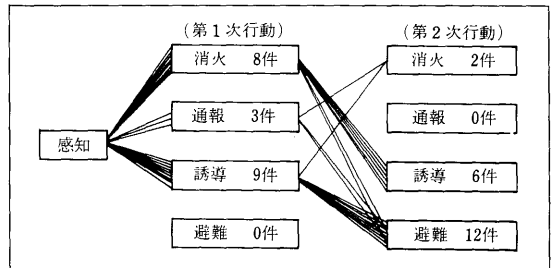 (第1次行動) (第2次行動)
消火 8件 消火 2件
通報 3件 通報 0件
感知
誘導 9件 誘導 6件
避難 0件 避難 12件